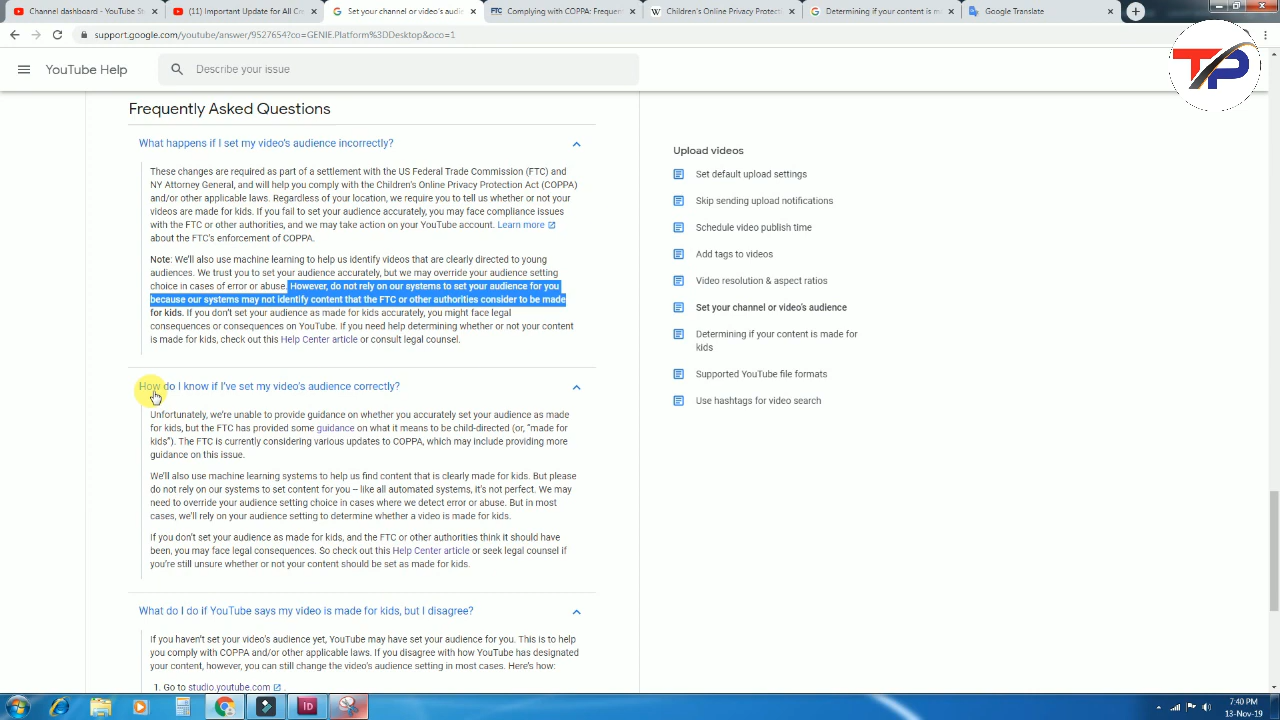 Channel dashboard - YouTube St
(11) Important Update for All Cre
Set your channel or video's audie
FTC Complying with COPPA: Frequen
W Children's Online Privacy Protect
Determining if your content is m
Google Translate
support.google.com/youtube/answer/9527654?co=GENIE.Platform%3DDesktop&oco=1
YouTube Help
Describe your issue
TP
Frequently Asked Questions
What happens if I set my video's audience incorrectly?
These changes are required as part of a settlement with the US Federal Trade Commission (FTC) and
NY Attorney General, and will help you comply with the Children's Online Privacy Protection Act (COPPA)
and/or other applicable laws. Regardless of your location, we require you to tell us whether or not your
videos are made for kids. If you fail to set your audience accurately, you may face compliance issues
with the FTC or other authorities, and we may take action on your YouTube account. Learn more
about the FTC's enforcement of COPPA.
Note: We'll also use machine learning to help us identify videos that are clearly directed to young
audiences. We trust you to set your audience accurately, but we may override your audience setting
choice in cases of error or abuse. However, do not rely on our systems to set your audience for you
because our systems may not identify content that the FTC or other authorities consider to be made
for kids. If you don't set your audience as made for kids accurately, you might face legal
consequences or consequences on YouTube. If you need help determining whether or not your content
is made for kids, check out this Help Center article or consult legal counsel.
How do I know if I've set my video's audience correctly?
Unfortunately, we're unable to provide guidance on whether you accurately set your audience as made
for kids, but the FTC has provided some guidance on what it means to be child-directed (or, "made for
kids"). The FTC is currently considering various updates to COPPA, which may include providing more
guidance on this issue.
We'll also use machine learning systems to help us find content that is clearly made for kids. But please
do not rely on our systems to set content for you -- like all automated systems, it's not perfect. We may
need to override your audience setting choice in cases where we detect error or abuse. But in most
cases, we'll rely on your audience setting to determine whether a video is made for kids.
If you don't set your audience as made for kids, and the FTC or other authorities think it should have
been, you may face legal consequences. So check out this Help Center article or seek legal counsel if
you're still unsure whether or not your content should be set as made for kids.
What do I do if YouTube says my video is made for kids, but I disagree?
If you haven't set your video's audience yet, YouTube may have set your audience for you. This is to help
you comply with COPPA and/or other applicable laws. If you disagree with how YouTube has designated
your content, however, you can still change the video's audience setting in most cases. Here's how:
1. Go to studio.youtube.com .
Upload videos
Set default upload settings
Skip sending upload notifications
Schedule video publish time
Add tags to videos
Video resolution & aspect ratios
Set your channel or video's audience
Determining if your content is made for
kids
Supported YouTube file formats
Use hashtags for video search
ID
7:40 PM
13-Nov-19